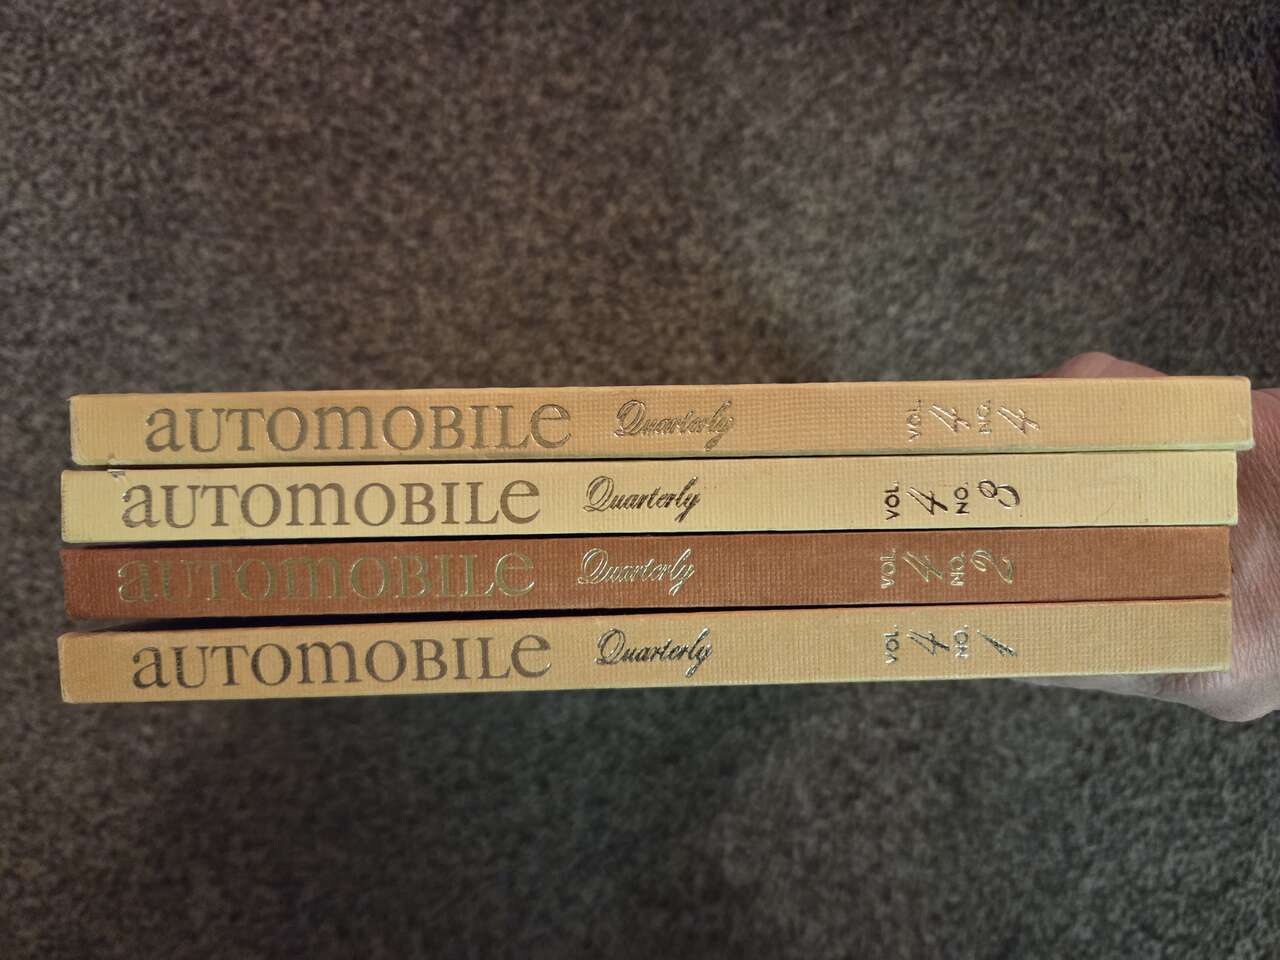 aUTOMOBILe Quarterly VOL. 4 NO. 4
aUTOMOBILe Quarterly VOL. 4 NO. 3
aUTOMOBILe Quarterly VOL. 4 NO. 2
aUTOMOBILe Quarterly VOL. 4 NO. 1